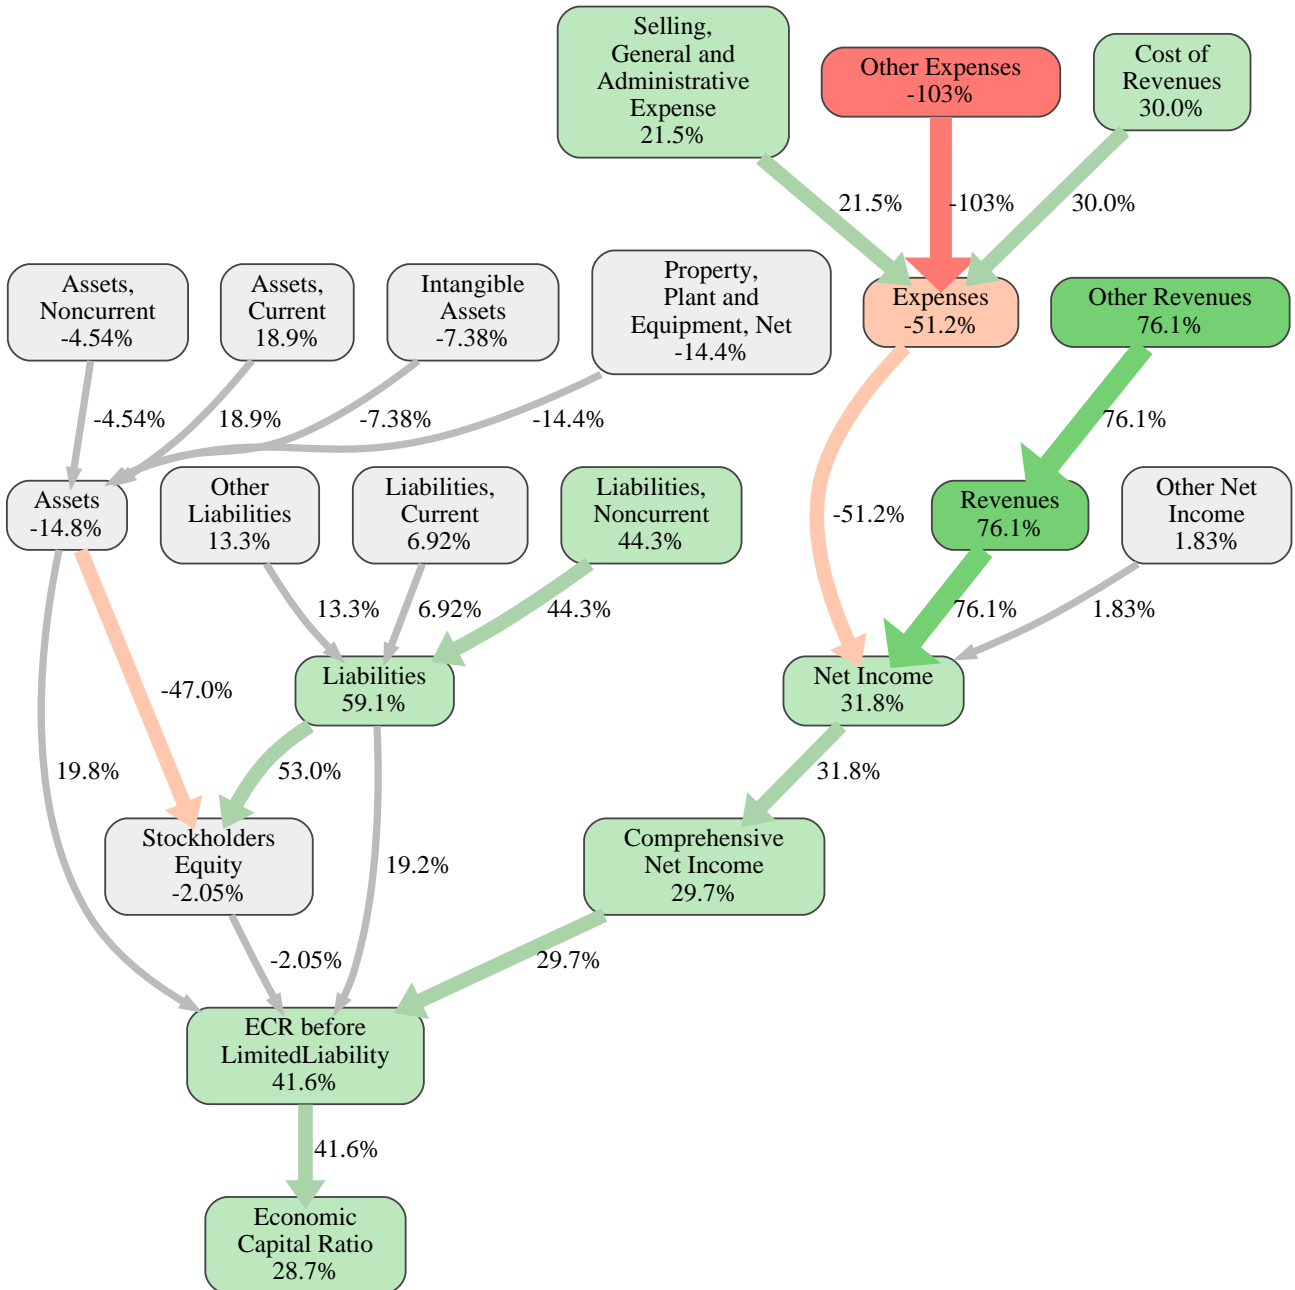 Selling,
General and
Administrative
Expense
21.5%
Other Expenses
-103%
Cost of
Revenues
30.0%
21.5%
-103%
30.0%
Assets,
Noncurrent
-4.54%
Assets,
Current
18.9%
Intangible
Assets
-7.38%
Property,
Plant and
Equipment, Net
-14.4%
Expenses
-51.2%
Other Revenues
76.1%
-4.54%
18.9%
-7.38%
-14.4%
76.1%
Assets
-14.8%
Other
Liabilities
13.3%
Liabilities,
Current
6.92%
Liabilities,
Noncurrent
44.3%
-51.2%
Revenues
76.1%
Other Net
Income
1.83%
13.3%
6.92%
44.3%
76.1%
1.83%
-47.0%
Liabilities
59.1%
Net Income
31.8%
19.8%
53.0%
31.8%
Stockholders
Equity
-2.05%
19.2%
Comprehensive
Net Income
29.7%
-2.05%
29.7%
ECR before
LimitedLiability
41.6%
41.6%
Economic
Capital Ratio
28.7%